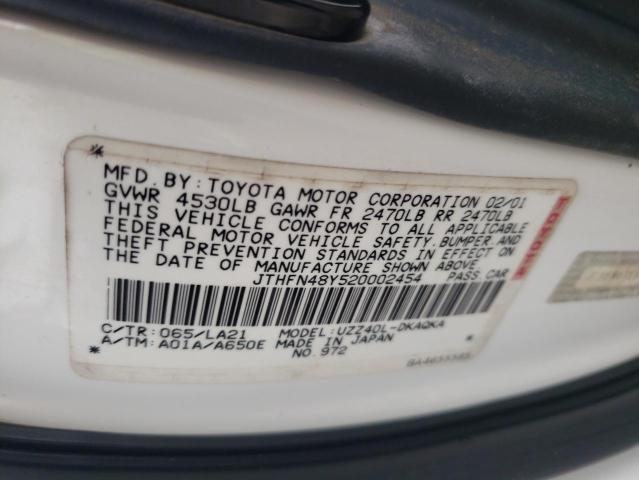 MFD. BY: TOYOTA MOTOR CORPORATION 02/01
GVWR 4530LB GAWR FR 2470LB RR 2470LB
THIS VEHICLE CONFORMS TO ALL APPLICABLE
FEDERAL MOTOR VEHICLE SAFETY, BUMPER, AND
THEFT PREVENTION STANDARDS IN EFFECT ON
THE DATE OF MANUFACTURE SHOWN ABOVE.
JTHFN48Y520002454 PASS. CAR
C/TR: 065/LA21 MODEL: UZZ40L-DKAQKA
A/TM: A01A/A650E MADE IN JAPAN
NO. 972